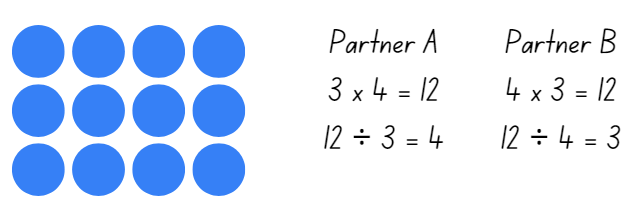 Partner A
3 x 4 = 12
12 ÷ 3 = 4
Partner B
4 x 3 = 12
12 ÷ 4 = 3